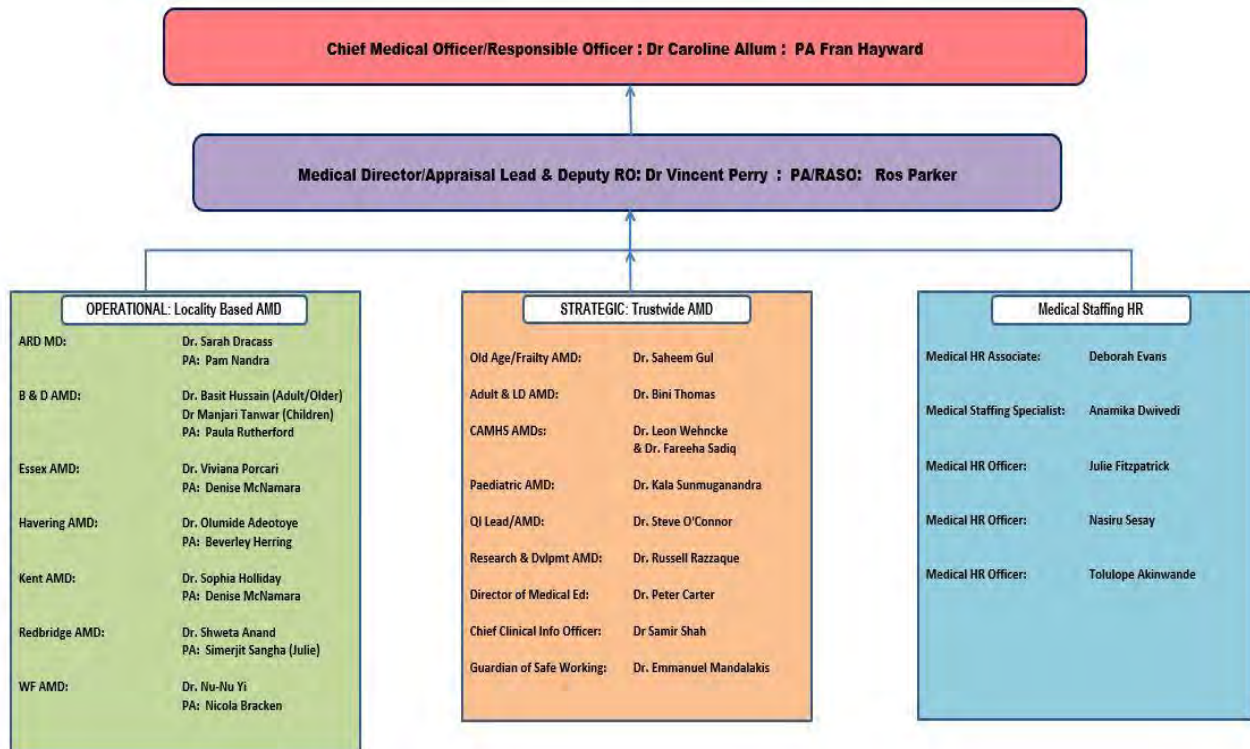 Chief Medical Officer/Responsible Officer : Dr Caroline Allum : PA Fran Hayward
Medical Director/Appraisal Lead & Deputy RO: Dr Vincent Perry : PA/RASO: Ros Parker
OPERATIONAL: Locality Based AMD
ARD MD: Dr. Sarah Dracass
PA: Pam Nandra
B & D AMD: Dr. Basit Hussain (Adult/Older)
Dr Manjari Tanwar (Children)
PA: Paula Rutherford
Essex AMD: Dr. Viviana Porcari
PA: Denise McNamara
Havering AMD: Dr. Olumide Adeotoye
PA: Beverley Herring
Kent AMD: Dr. Sophia Holliday
PA: Denise McNamara
Redbridge AMD: Dr. Shweta Anand
PA: Simerjit Sangha (Julie)
WF AMD: Dr. Nu-Nu Yi
PA: Nicola Bracken
STRATEGIC: Trustwide AMD
Old Age/Frailty AMD: Dr. Saheem Gul
Adult & LD AMD: Dr. Bini Thomas
CAMHS AMDs: Dr. Leon Wehncke
& Dr. Fareeha Sadiq
Paediatric AMD: Dr. Kala Sunmuganandra
QI Lead/AMD: Dr. Steve O'Connor
Research & Dvlpmt AMD: Dr. Russell Razzaque
Director of Medical Ed: Dr. Peter Carter
Chief Clinical Info Officer: Dr Samir Shah
Guardian of Safe Working: Dr. Emmanuel Mandalakis
Medical Staffing HR
Medical HR Associate: Deborah Evans
Medical Staffing Specialist: Anamika Dwivedi
Medical HR Officer: Julie Fitzpatrick
Medical HR Officer: Nasiru Sesay
Medical HR Officer: Tolulope Akinwande